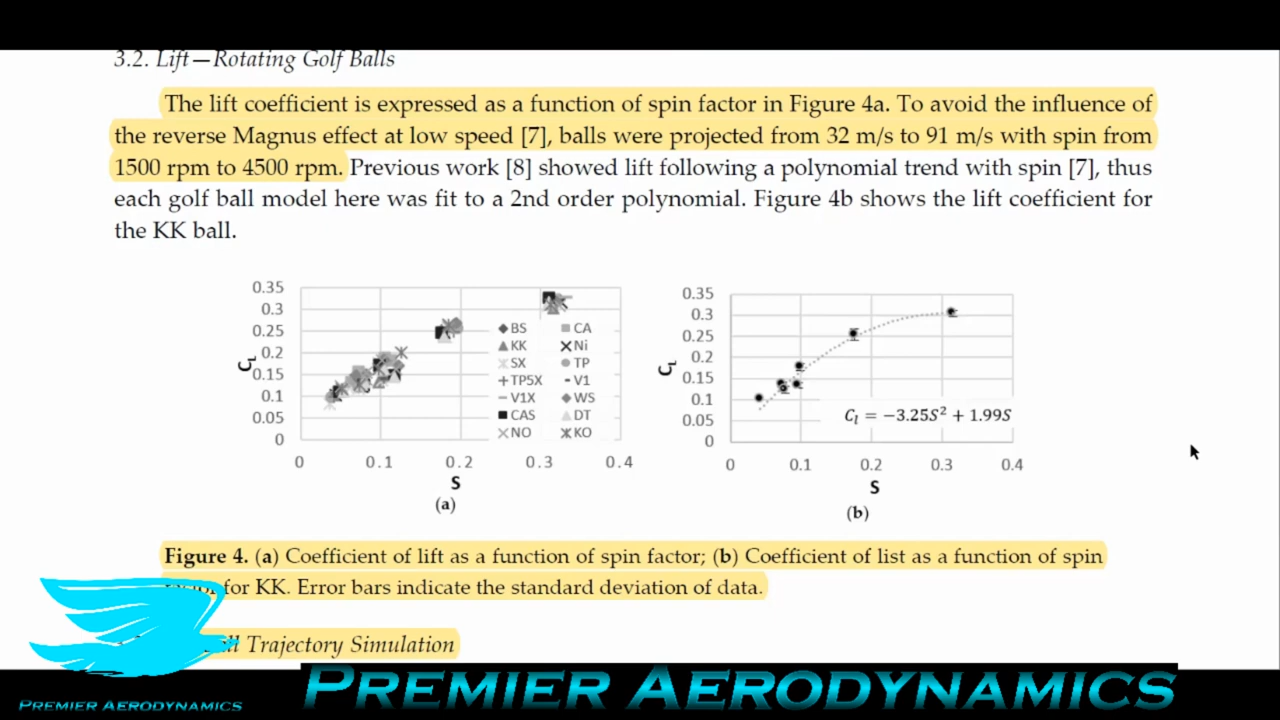 3.2. Lift—Rotating Golf Balls
The lift coefficient is expressed as a function of spin factor in Figure 4a. To avoid the influence of
the reverse Magnus effect at low speed [7], balls were projected from 32 m/s to 91 m/s with spin from
1500 rpm to 4500 rpm. Previous work [8] showed lift following a polynomial trend with spin [7], thus
each golf ball model here was fit to a 2nd order polynomial. Figure 4b shows the lift coefficient for
the KK ball.
0.35
0.3
0.25
0.2
0.15
0.1
0.05
0
C_L
0 0.1 0.2 0.3 0.4
S
BS CA
KK Ni
SX TP
TP5X V1
V1X WS
CAS DT
NO KO
(a)
0.35
0.3
0.25
0.2
0.15
0.1
0.05
0
C_L
C_l = −3.25S² + 1.99S
0 0.1 0.2 0.3 0.4
S
(b)
Figure 4. (a) Coefficient of lift as a function of spin factor; (b) Coefficient of list as a function of spin
for KK. Error bars indicate the standard deviation of data.
Trajectory Simulation
PREMIER AERODYNAMICS
PREMIER AERODYNAMICS